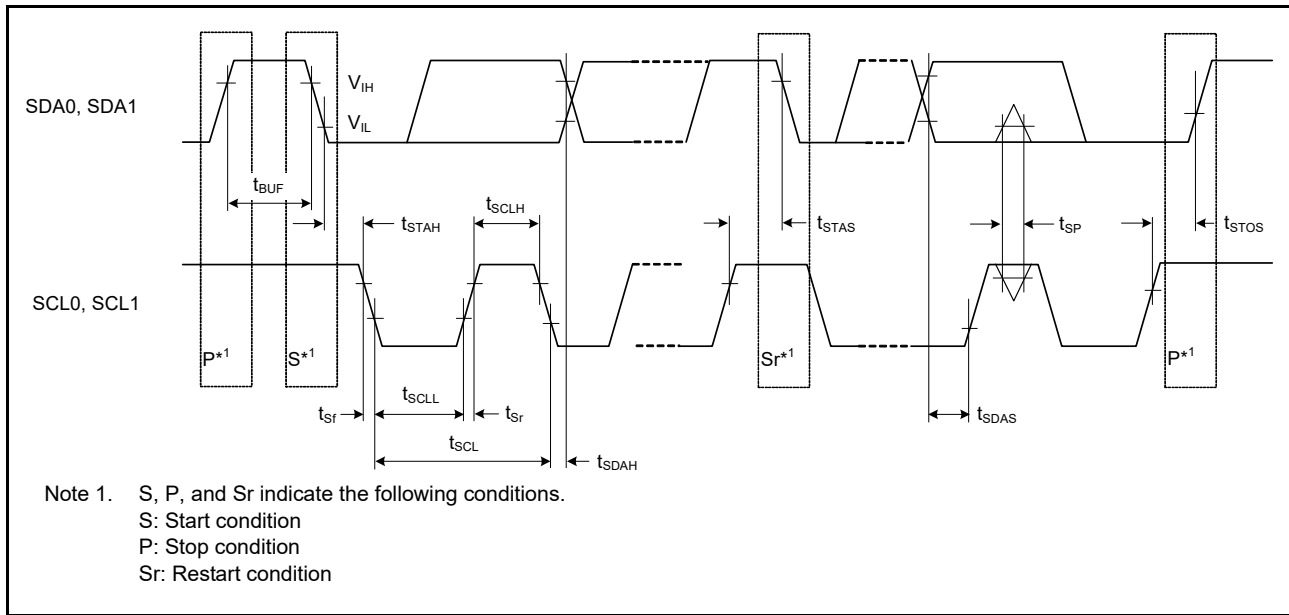 SDA0, SDA1
VIH
VIL
tBUF
tSTAH
tSCLH
tSTAS
tSP
tSTOS
SCL0, SCL1
P*1
S*1
Sr*1
P*1
tSf
tSCLL
tSr
tSCL
tSDAH
tSDAS
Note 1. S, P, and Sr indicate the following conditions.
S: Start condition
P: Stop condition
Sr: Restart condition